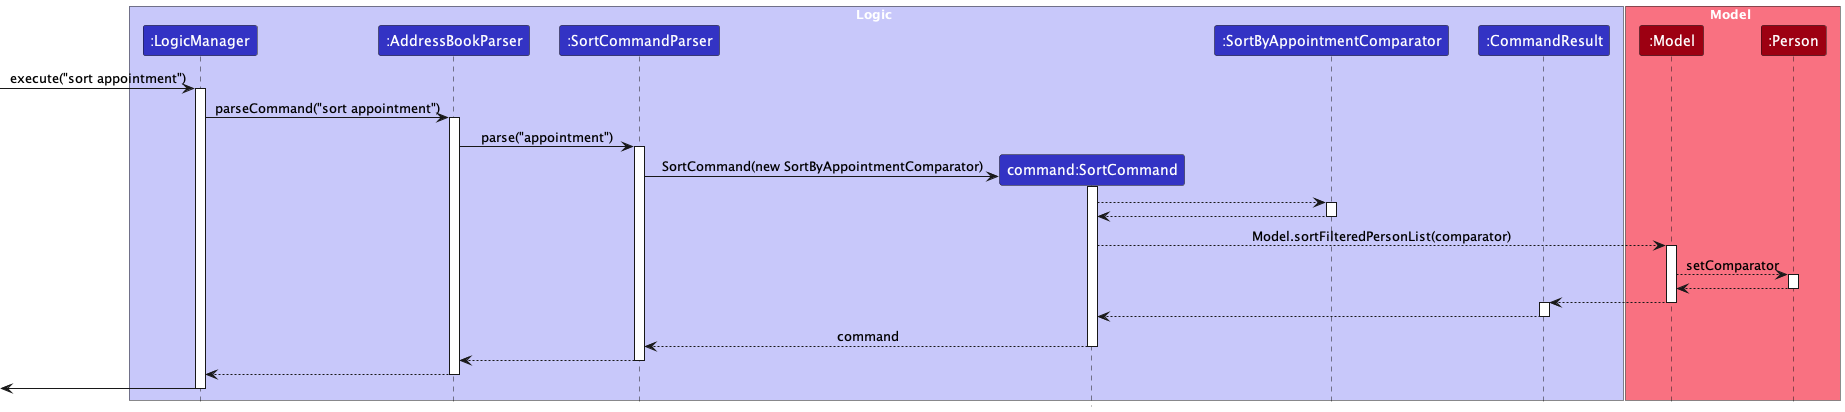 Logic
Model
:LogicManager
:AddressBookParser
:SortCommandParser
:SortByAppointmentComparator
:CommandResult
:Model
:Person
execute("sort appointment")
parseCommand("sort appointment")
parse("appointment")
SortCommand(new SortByAppointmentComparator)
command:SortCommand
Model.sortFilteredPersonList(comparator)
setComparator
command